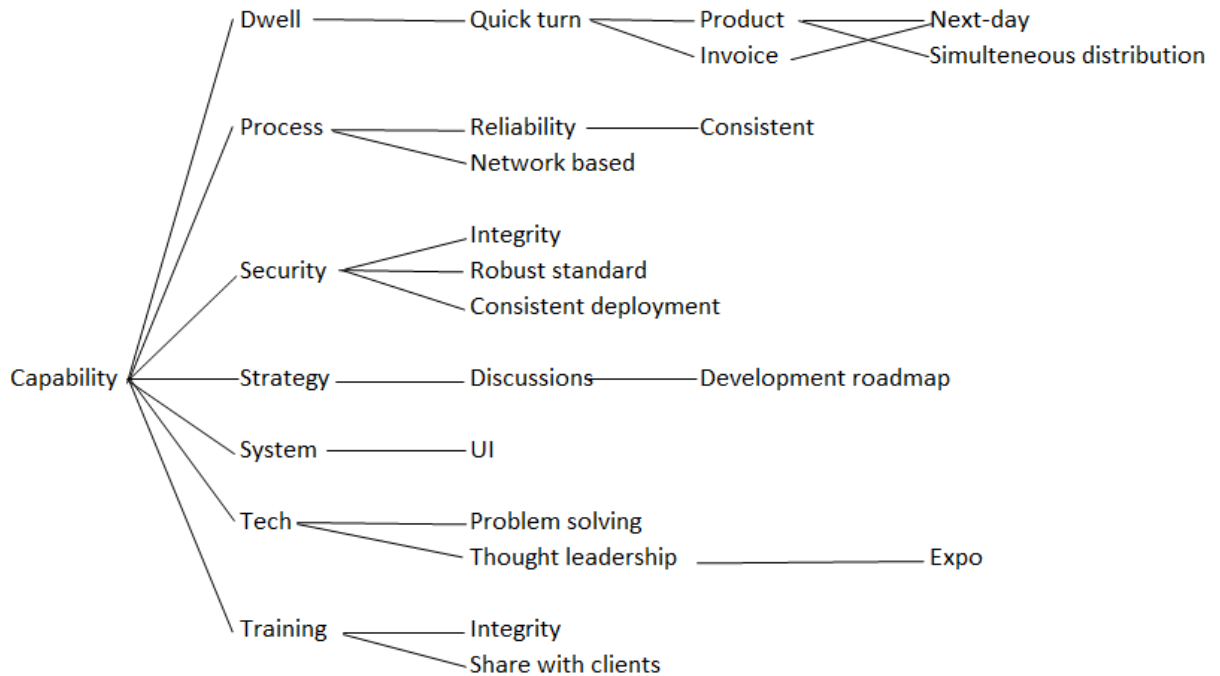 Dwell Quick turn Product Next-day
Invoice Simulteneous distribution
Process Reliability Consistent
Network based
Integrity
Security Robust standard
Consistent deployment
Capability Strategy Discussions Development roadmap
System UI
Tech Problem solving
Thought leadership Expo
Training Integrity
Share with clients